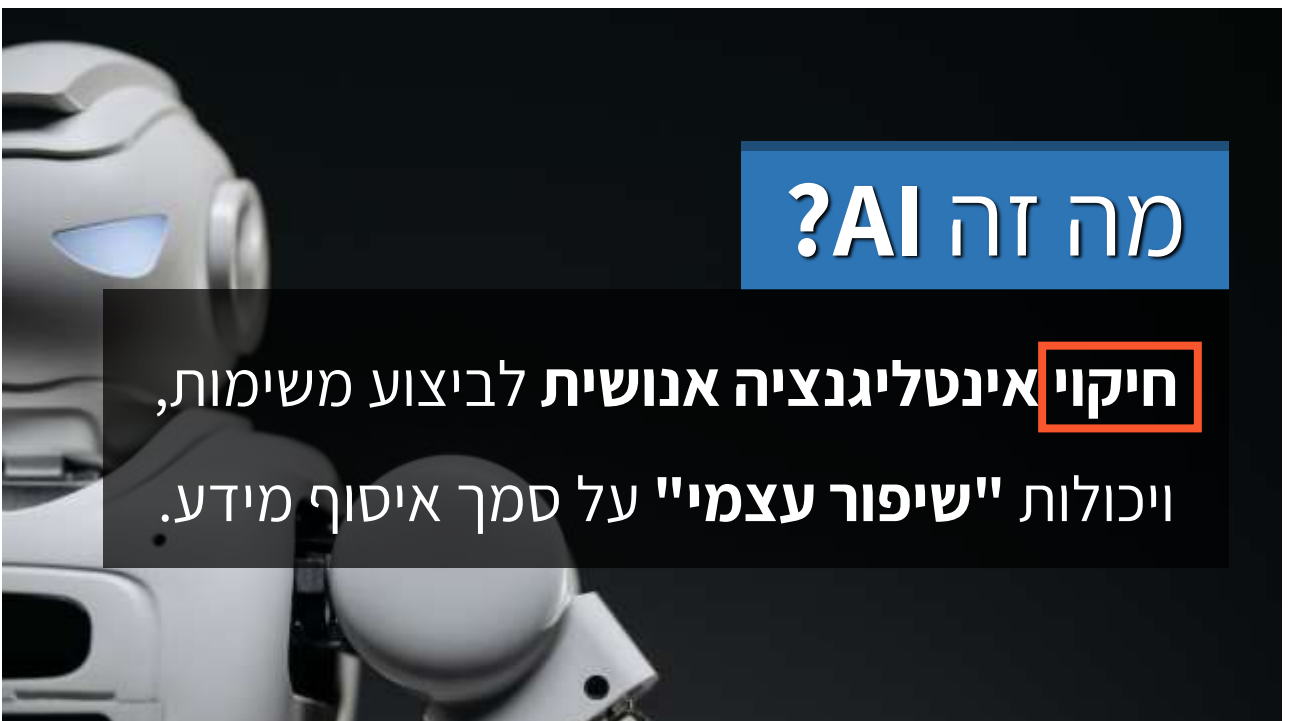 מה זה AI?
חיקוי אינטליגנציה אנושית לביצוע משימות,
ויכולות "שיפור עצמי" על סמך איסוף מידע.